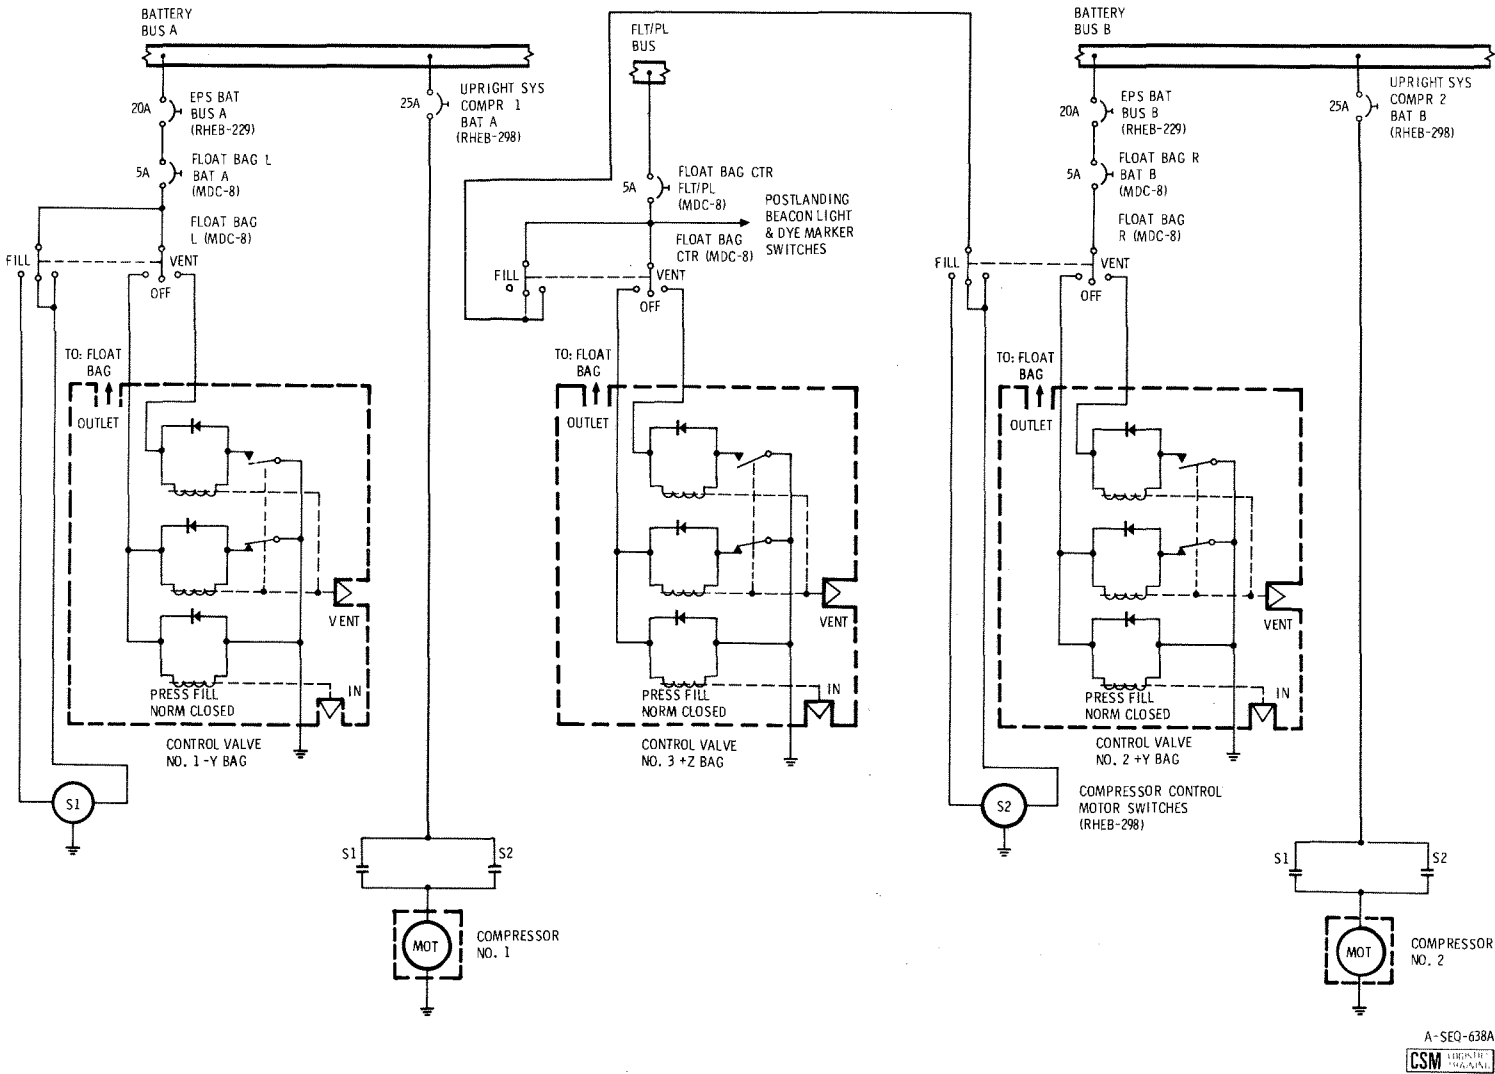 BATTERY
BUS A
20A
EPS BAT
BUS A
(RHEB-229)
5A
FLOAT BAG L
BAT A
(MDC-8)
FLOAT BAG
L (MDC-8)
FILL
VENT
OFF
25A
UPRIGHT SYS
COMPR 1
BAT A
(RHEB-298)
TO: FLOAT
BAG
OUTLET
VENT
IN
PRESS FILL
NORM CLOSED
CONTROL VALVE
NO. 1 -Y BAG
S1
S1
S2
MOT
COMPRESSOR
NO. 1
FLT/PL
BUS
5A
FLOAT BAG CTR
FLT/PL
(MDC-8)
POSTLANDING
BEACON LIGHT
& DYE MARKER
SWITCHES
FLOAT BAG
CTR (MDC-8)
FILL
VENT
OFF
TO: FLOAT
BAG
OUTLET
VENT
IN
PRESS FILL
NORM CLOSED
CONTROL VALVE
NO. 3 +Z BAG
BATTERY
BUS B
20A
EPS BAT
BUS B
(RHEB-229)
5A
FLOAT BAG R
BAT B
(MDC-8)
FLOAT BAG
R (MDC-8)
FILL
VENT
OFF
25A
UPRIGHT SYS
COMPR 2
BAT B
(RHEB-298)
TO: FLOAT
BAG
OUTLET
VENT
IN
PRESS FILL
NORM CLOSED
CONTROL VALVE
NO. 2 +Y BAG
S2
COMPRESSOR CONTROL
MOTOR SWITCHES
(RHEB-298)
S1
S2
MOT
COMPRESSOR
NO. 2
A-SEQ-638A
CSM LOGISTICS
TRAINING